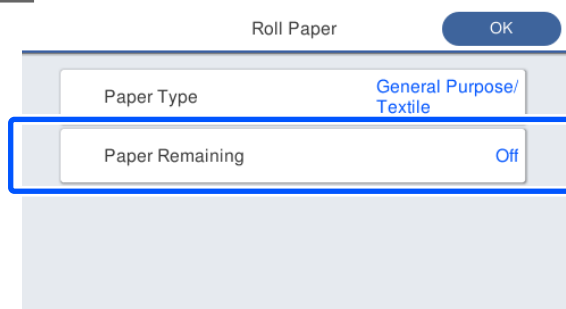 Roll Paper
OK
Paper Type
General Purpose/
Textile
Paper Remaining
Off